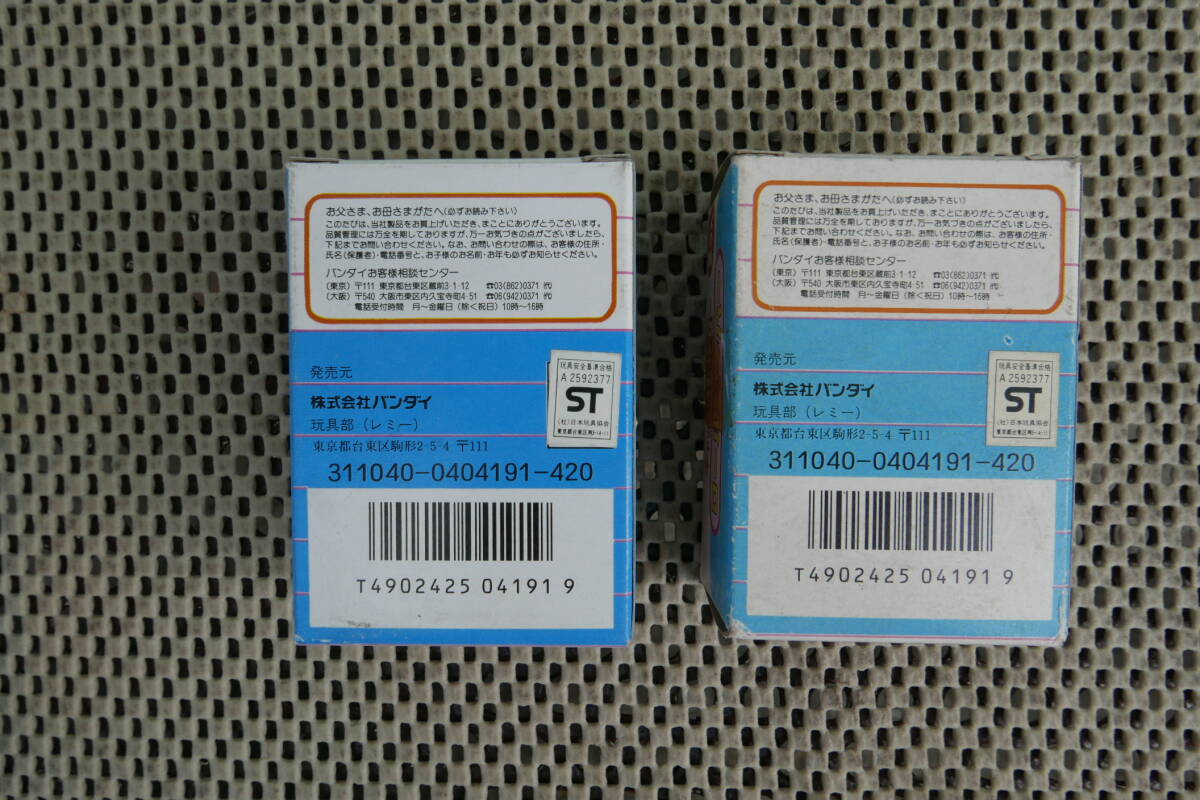 お父さま、お母さまがたへ(必ずお読み下さい)
このたびは、当社製品をお買上げいただき、まことにありがとうございます。
品質管理には万全を期しておりますが、万一お気づきの点がございましたら、
下記までお問い合わせください。なお、お問い合わせの際は、お客様の住所・
氏名(保護者)・電話番号と、お子様のお名前・お年も必ずお知らせください。
バンダイお客様相談センター
(東京)〒111 東京都台東区蔵前3-1-12 ☎03(862)0371 ㈹
(大阪)〒540 大阪市東区内久宝寺町4-51 ☎06(942)0371 ㈹
電話受付時間 月〜金曜日(除く祝日)10時〜16時
発売元
株式会社バンダイ
玩具部(レミー)
東京都台東区駒形2-5-4 〒111
玩具安全基準合格
A 2592377
ST
(社)日本玩具協会
311040-0404191-420
T4902425 04191 9
お父さま、お母さまがたへ(必ずお読み下さい)
このたびは、当社製品をお買上げいただき、まことにありがとうございます。
品質管理には万全を期しておりますが、万一お気づきの点がございましたら、
下記までお問い合わせください。なお、お問い合わせの際は、お客様の住所・
氏名(保護者)・電話番号と、お子様のお名前・お年も必ずお知らせください。
バンダイお客様相談センター
(東京)〒111 東京都台東区蔵前3-1-12 ☎03(862)0371 ㈹
(大阪)〒540 大阪市東区内久宝寺町4-51 ☎06(942)0371 ㈹
電話受付時間 月〜金曜日(除く祝日)10時〜16時
発売元
株式会社バンダイ
玩具部(レミー)
東京都台東区駒形2-5-4 〒111
玩具安全基準合格
A 2592377
ST
(社)日本玩具協会
311040-0404191-420
T4902425 04191 9